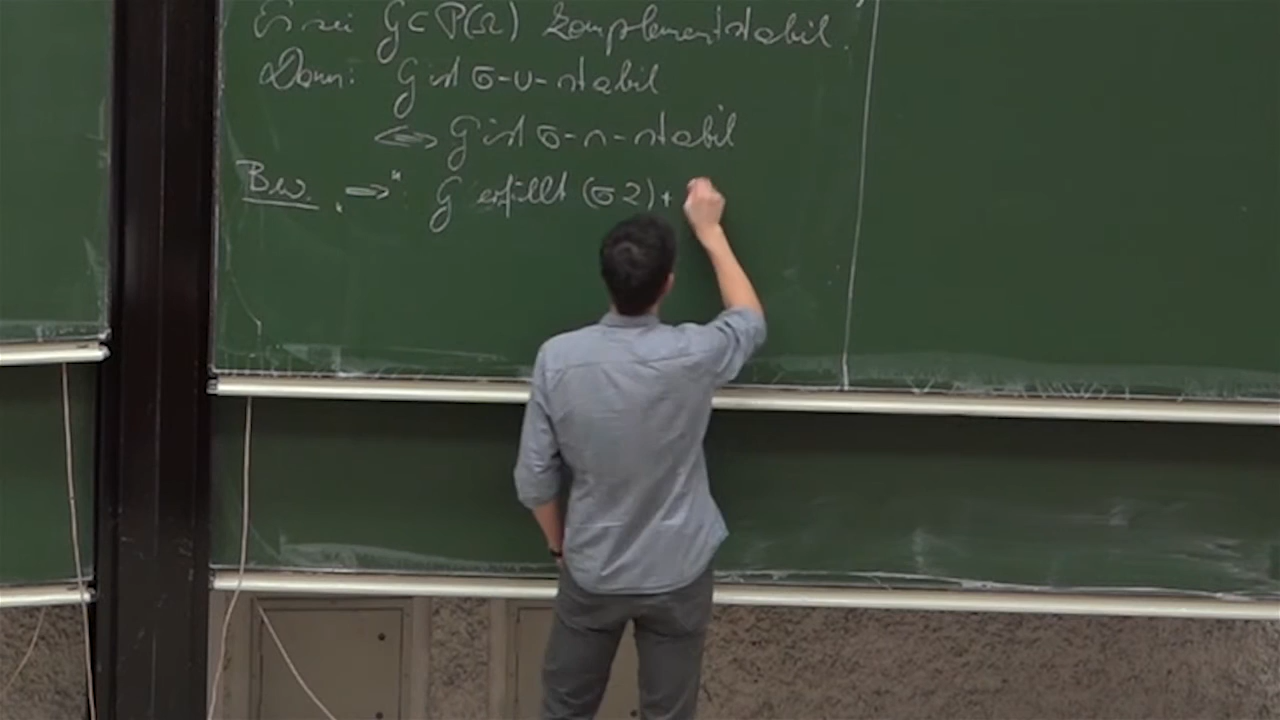 Es sei G ⊂ P(Ω) komplementstabil.
Dann: G ist σ-∪-stabil
⇔ G ist σ-∩-stabil
Bew. „⇒“: G erfüllt (σ2) +